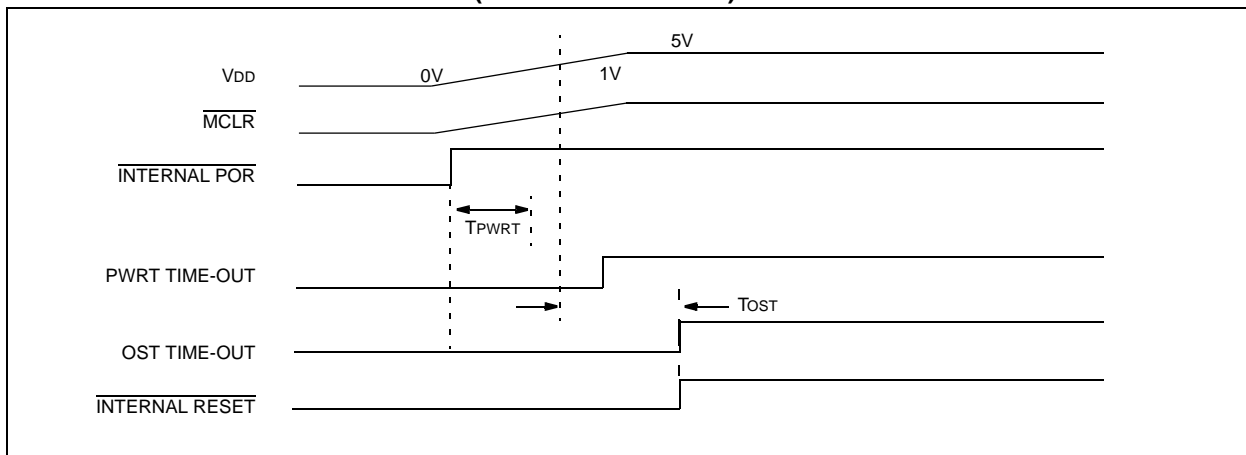 5V
VDD
0V
1V
MCLR
INTERNAL POR
TPWRT
PWRT TIME-OUT
TOST
OST TIME-OUT
INTERNAL RESET